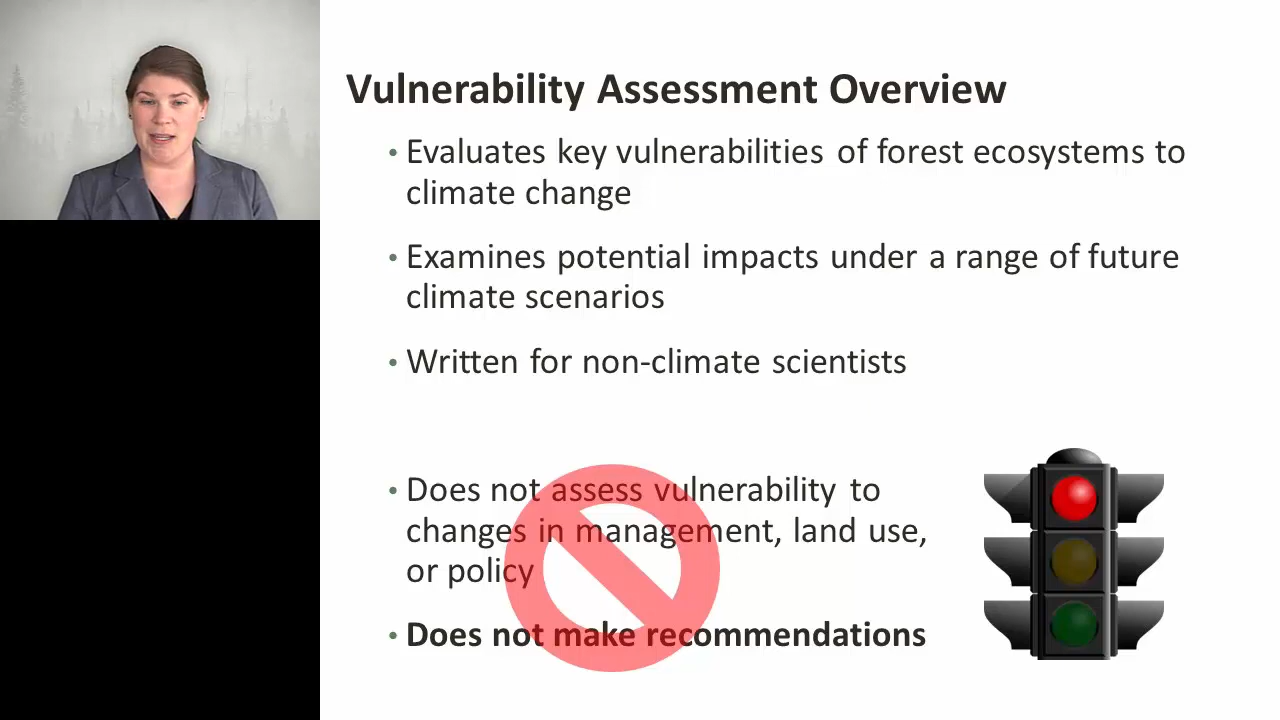 Vulnerability Assessment Overview
• Evaluates key vulnerabilities of forest ecosystems to
climate change
• Examines potential impacts under a range of future
climate scenarios
• Written for non-climate scientists
• Does not assess vulnerability to
changes in management, land use,
or policy
• Does not make recommendations